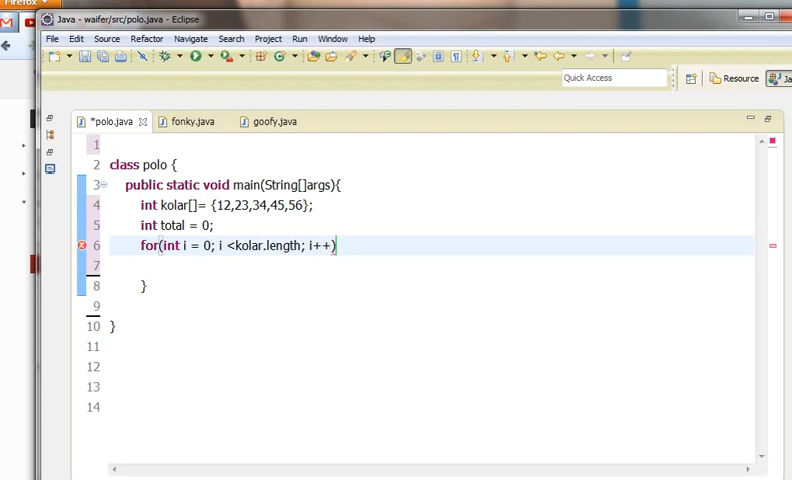 Firefox
Java - waifer/src/polo.java - Eclipse
File Edit Source Refactor Navigate Search Project Run Window Help
Quick Access
Resource
Ja
*polo.java
fonky.java
goofy.java
1
2 class polo {
3 public static void main(String[]args){
4 int kolar[]= {12,23,34,45,56};
5 int total = 0;
6 for(int i = 0; i <kolar.length; i++)
7
8 }
9
10 }
11
12
13
14